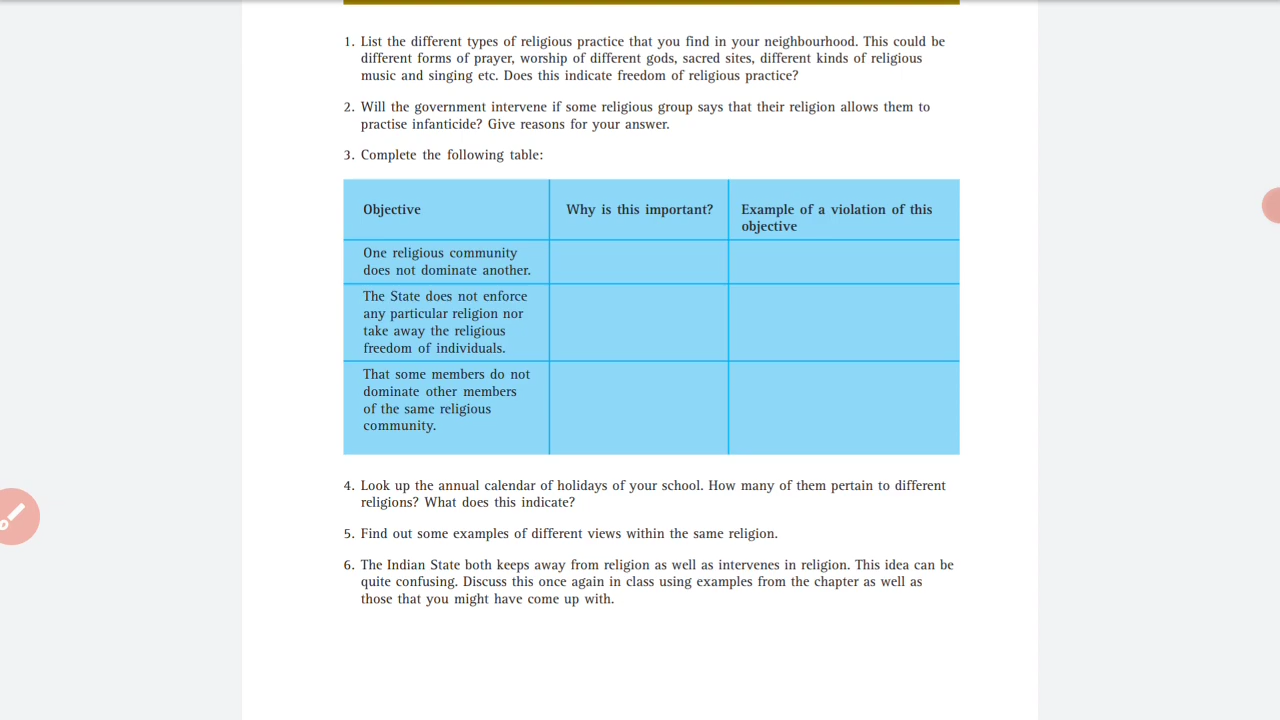 1. List the different types of religious practice that you find in your neighbourhood. This could be
different forms of prayer, worship of different gods, sacred sites, different kinds of religious
music and singing etc. Does this indicate freedom of religious practice?
2. Will the government intervene if some religious group says that their religion allows them to
practise infanticide? Give reasons for your answer.
3. Complete the following table:
Objective
Why is this important?
Example of a violation of this
objective
One religious community
does not dominate another.
The State does not enforce
any particular religion nor
take away the religious
freedom of individuals.
That some members do not
dominate other members
of the same religious
community.
4. Look up the annual calendar of holidays of your school. How many of them pertain to different
religions? What does this indicate?
5. Find out some examples of different views within the same religion.
6. The Indian State both keeps away from religion as well as intervenes in religion. This idea can be
quite confusing. Discuss this once again in class using examples from the chapter as well as
those that you might have come up with.